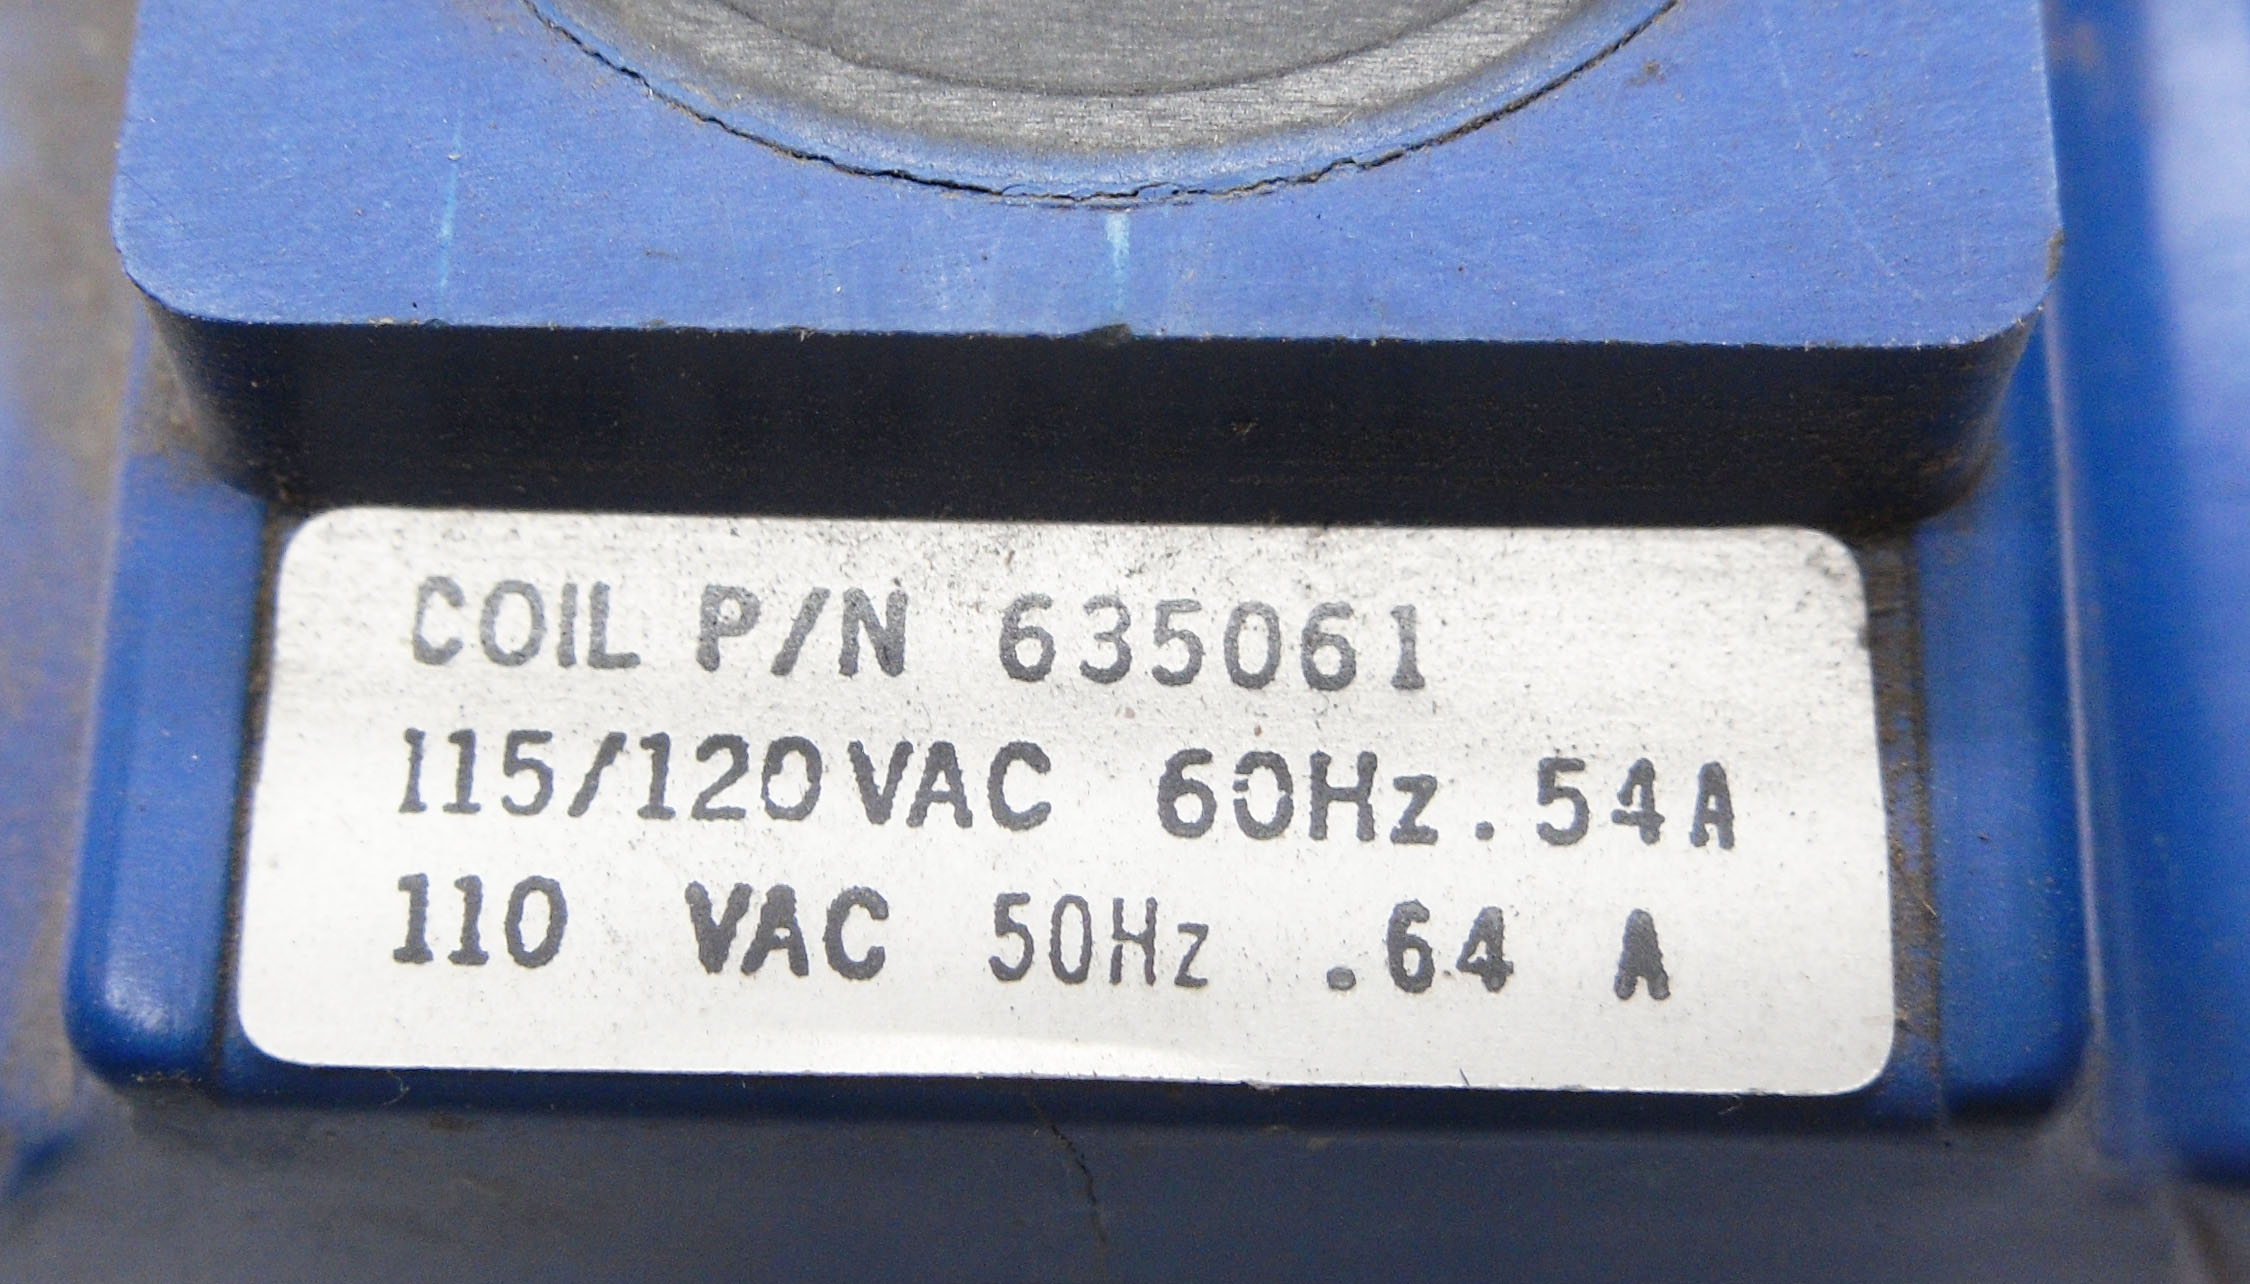 COIL P/N 635061
115/120VAC 60Hz .54A
110 VAC 50Hz .64 A